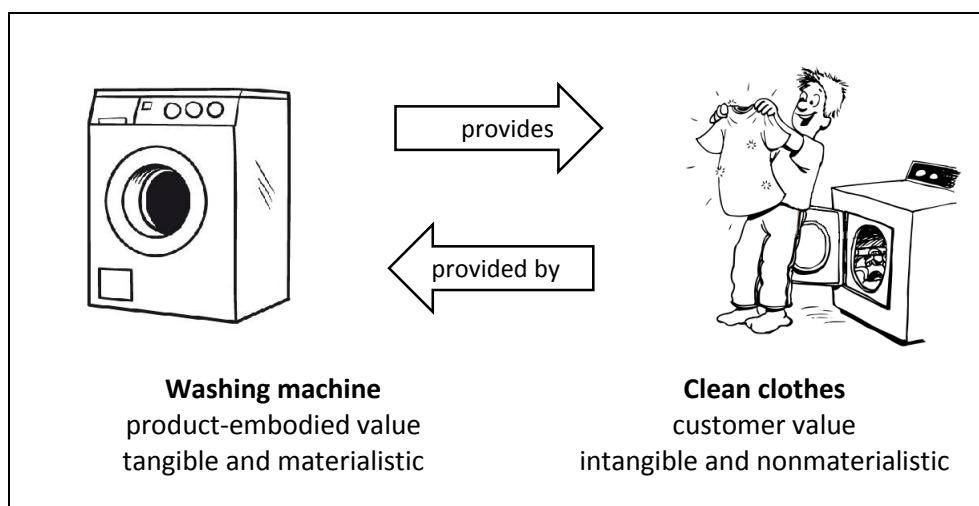 provides
provided by
Washing machine
product-embodied value
tangible and materialistic
Clean clothes
customer value
intangible and nonmaterialistic